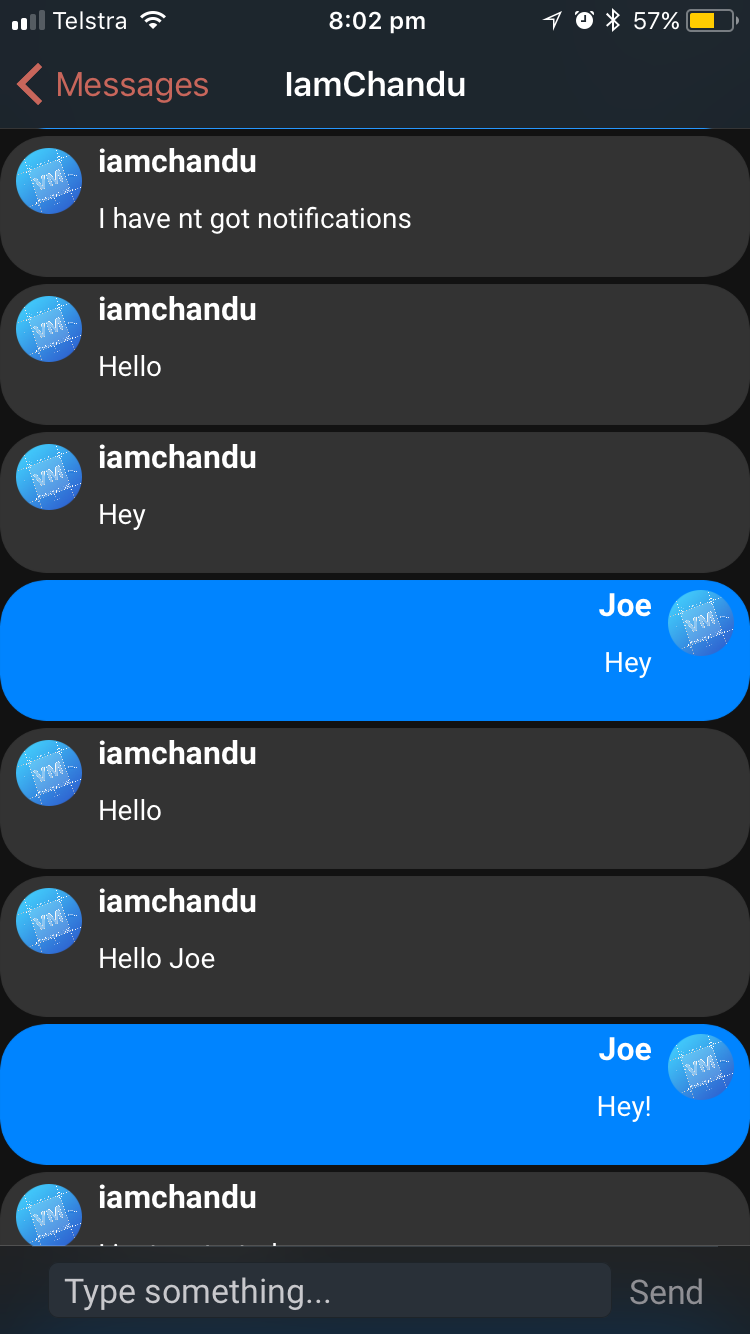 Telstra 8:02 pm 57%
Messages IamChandu
iamchandu
I have nt got notifications
iamchandu
Hello
iamchandu
Hey
Joe
Hey
iamchandu
Hello
iamchandu
Hello Joe
Joe
Hey!
iamchandu
Type something... Send